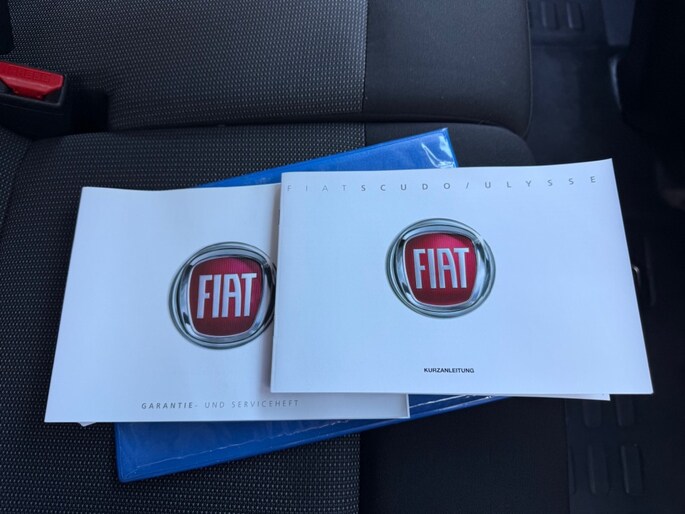 FIAT SCUDO/ULYSSE
FIAT
KURZANLEITUNG
FIAT
GARANTIE- UND SERVICEHEFT